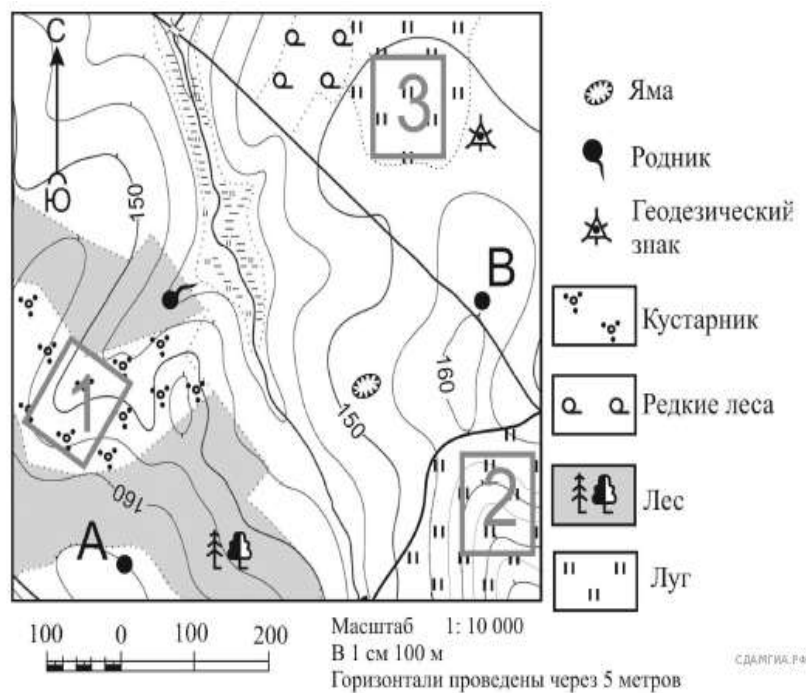 С
Ю
150
1
160
А
3
В
160
150
2
Яма
Родник
Геодезический
знак
Кустарник
Редкие леса
Лес
Луг
100 0 100 200
Масштаб 1: 10 000
В 1 см 100 м
Горизонтали проведены через 5 метров
СДАМГИА.РФ